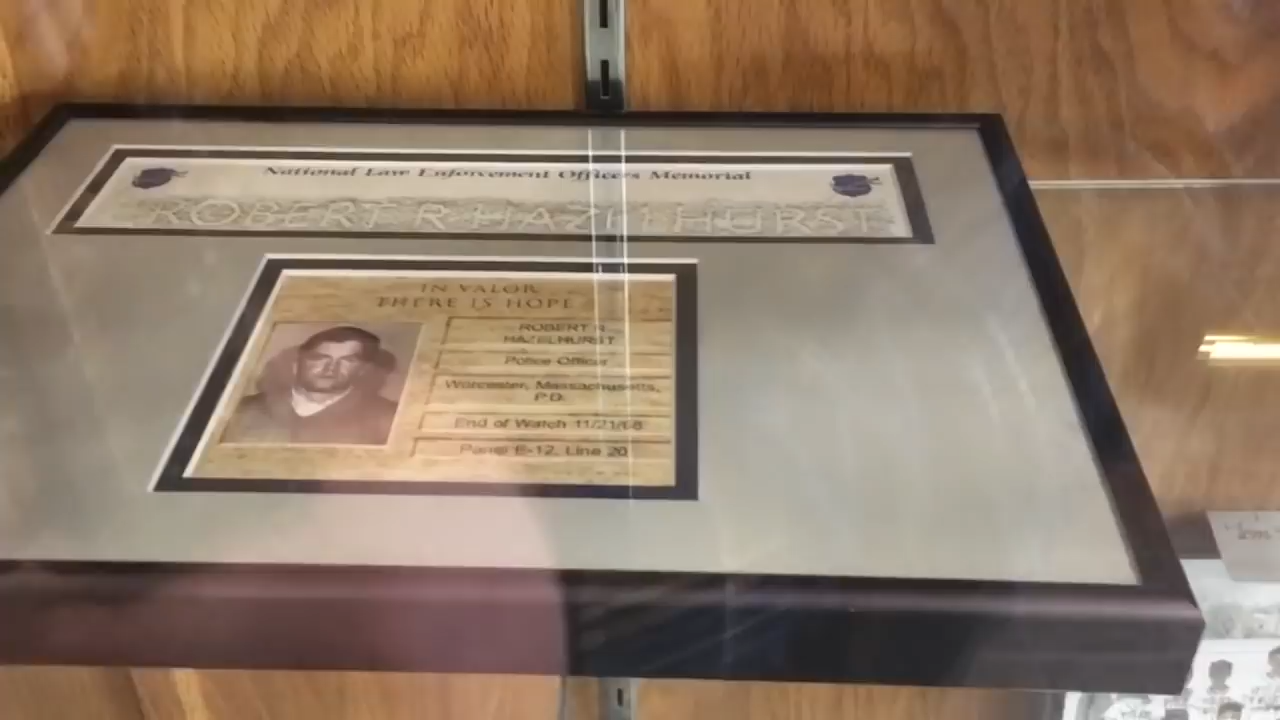 National Law Enforcement Officers Memorial
ROBERT R HAZELHURST
IN VALOR
THERE IS HOPE
ROBERT R
HAZELHURST
Police Officer
Worcester, Massachusetts,
P.D.
End of Watch 11/21/68
Panel E-12, Line 20